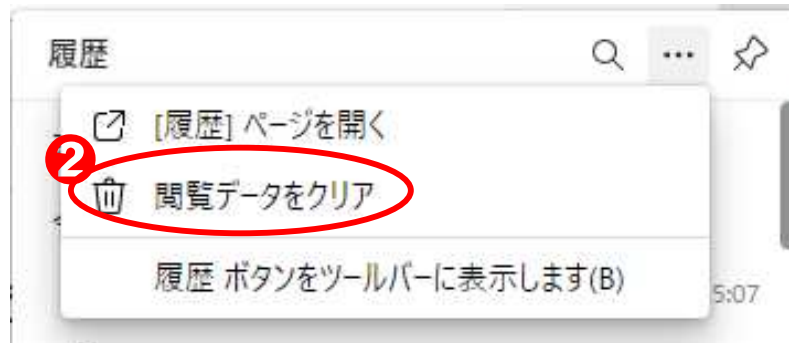 履歴
[履歴] ページを開く
2
閲覧データをクリア
履歴 ボタンをツールバーに表示します(B)
5:07